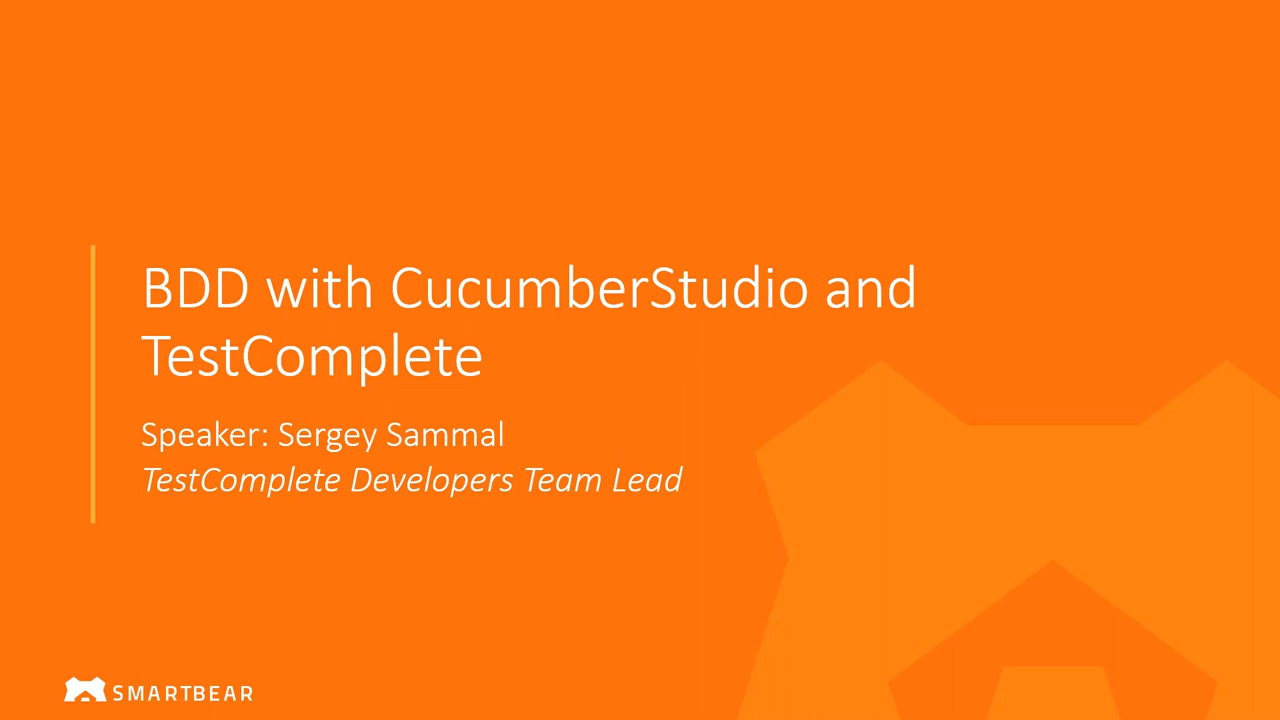 BDD with CucumberStudio and
TestComplete
Speaker: Sergey Sammal
TestComplete Developers Team Lead
SMARTBEAR